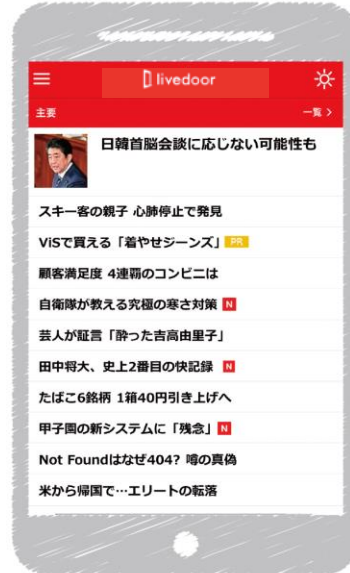 livedoor
主要
一覧 >
日韓首脳会談に応じない可能性も
スキー客の親子 心肺停止で発見
ViSで買える「着やせジーンズ」 PR
顧客満足度 4連覇のコンビニは
自衛隊が教える究極の寒さ対策 N
芸人が証言「酔った吉高由里子」
田中将大、史上2番目の快記録 N
たばこ6銘柄 1箱40円引き上げへ
甲子園の新システムに「残念」 N
Not Foundはなぜ404? 噂の真偽
米から帰国で…エリートの転落